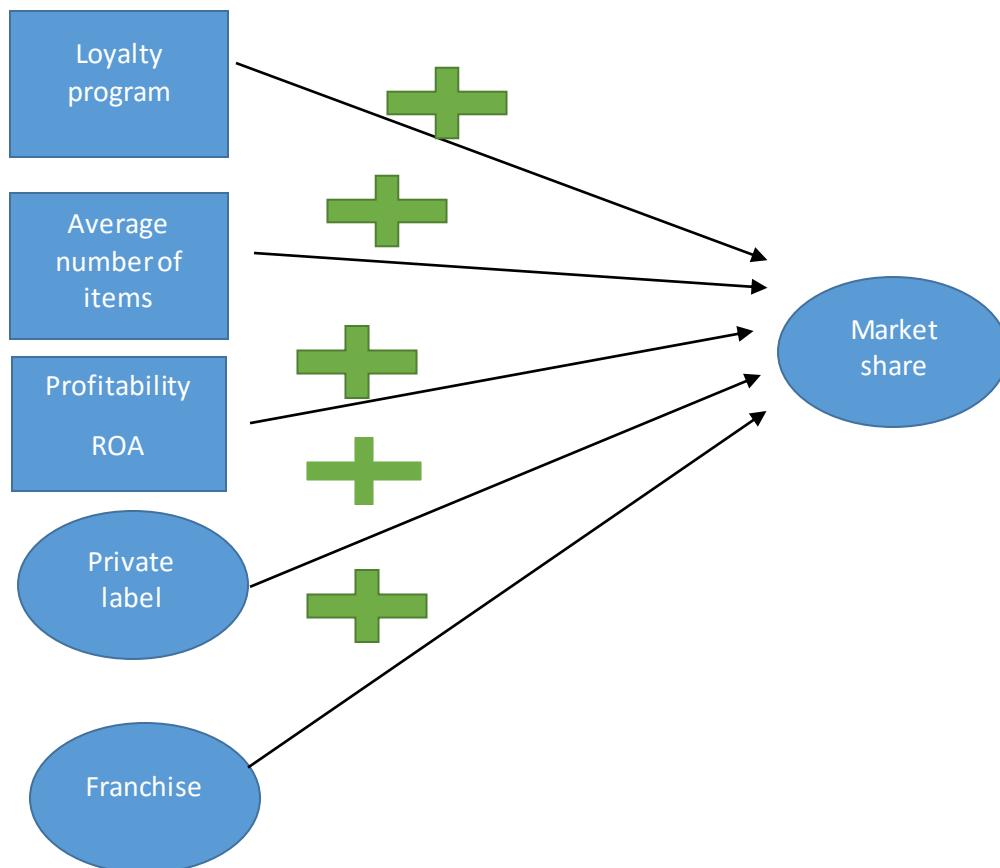 Loyalty
program
Average
number of
items
Profitability
ROA
Private
label
Franchise
Market
share